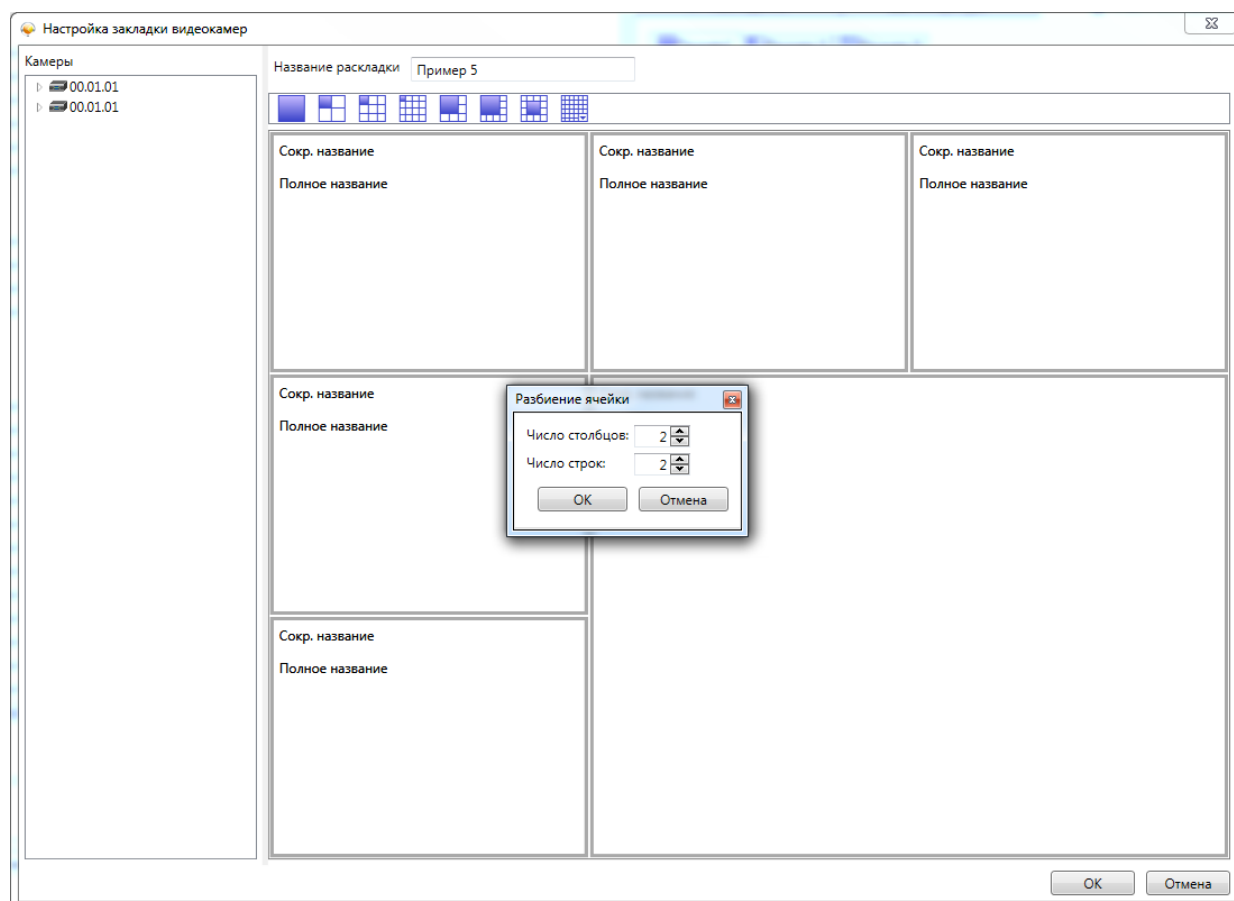 Настройка закладки видеокамер
Камеры
00.01.01
00.01.01
Название раскладки Пример 5
Сокр. название
Полное название
Сокр. название
Полное название
Сокр. название
Полное название
Сокр. название
Полное название
Разбиение ячейки
Число столбцов: 2
Число строк: 2
OK Отмена
Сокр. название
Полное название
OK Отмена